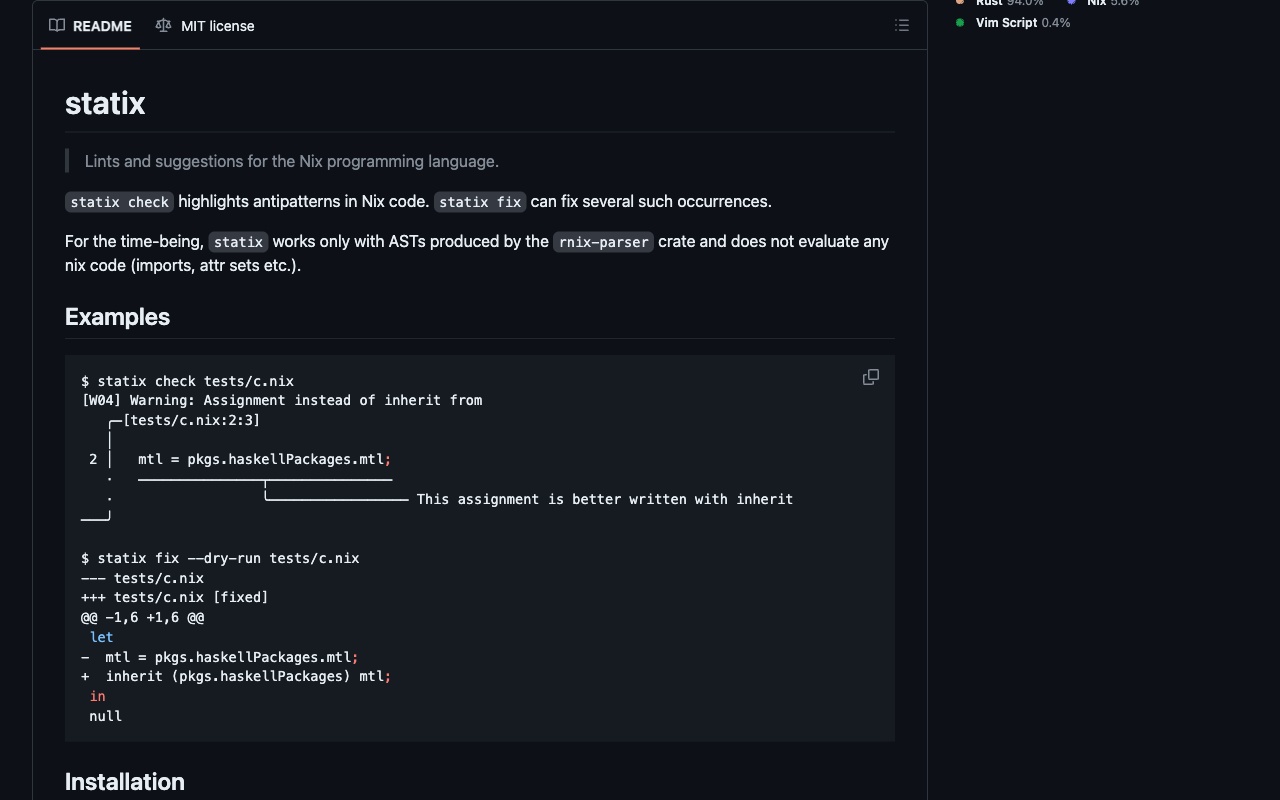 README
MIT license
Rust 94.0% Nix 5.6%
Vim Script 0.4%
statix
Lints and suggestions for the Nix programming language.
statix check highlights antipatterns in Nix code. statix fix can fix several such occurrences.
For the time-being, statix works only with ASTs produced by the rnix-parser crate and does not evaluate any
nix code (imports, attr sets etc.).
Examples
$ statix check tests/c.nix
[W04] Warning: Assignment instead of inherit from
   ╭─[tests/c.nix:2:3]
   │
 2 │   mtl = pkgs.haskellPackages.mtl;
   ·   ───────────────┬───────────────
   ·                  ╰───────────────── This assignment is better written with inherit
───╯
$ statix fix --dry-run tests/c.nix
--- tests/c.nix
+++ tests/c.nix [fixed]
@@ -1,6 +1,6 @@
 let
-  mtl = pkgs.haskellPackages.mtl;
+  inherit (pkgs.haskellPackages) mtl;
 in
 null
Installation